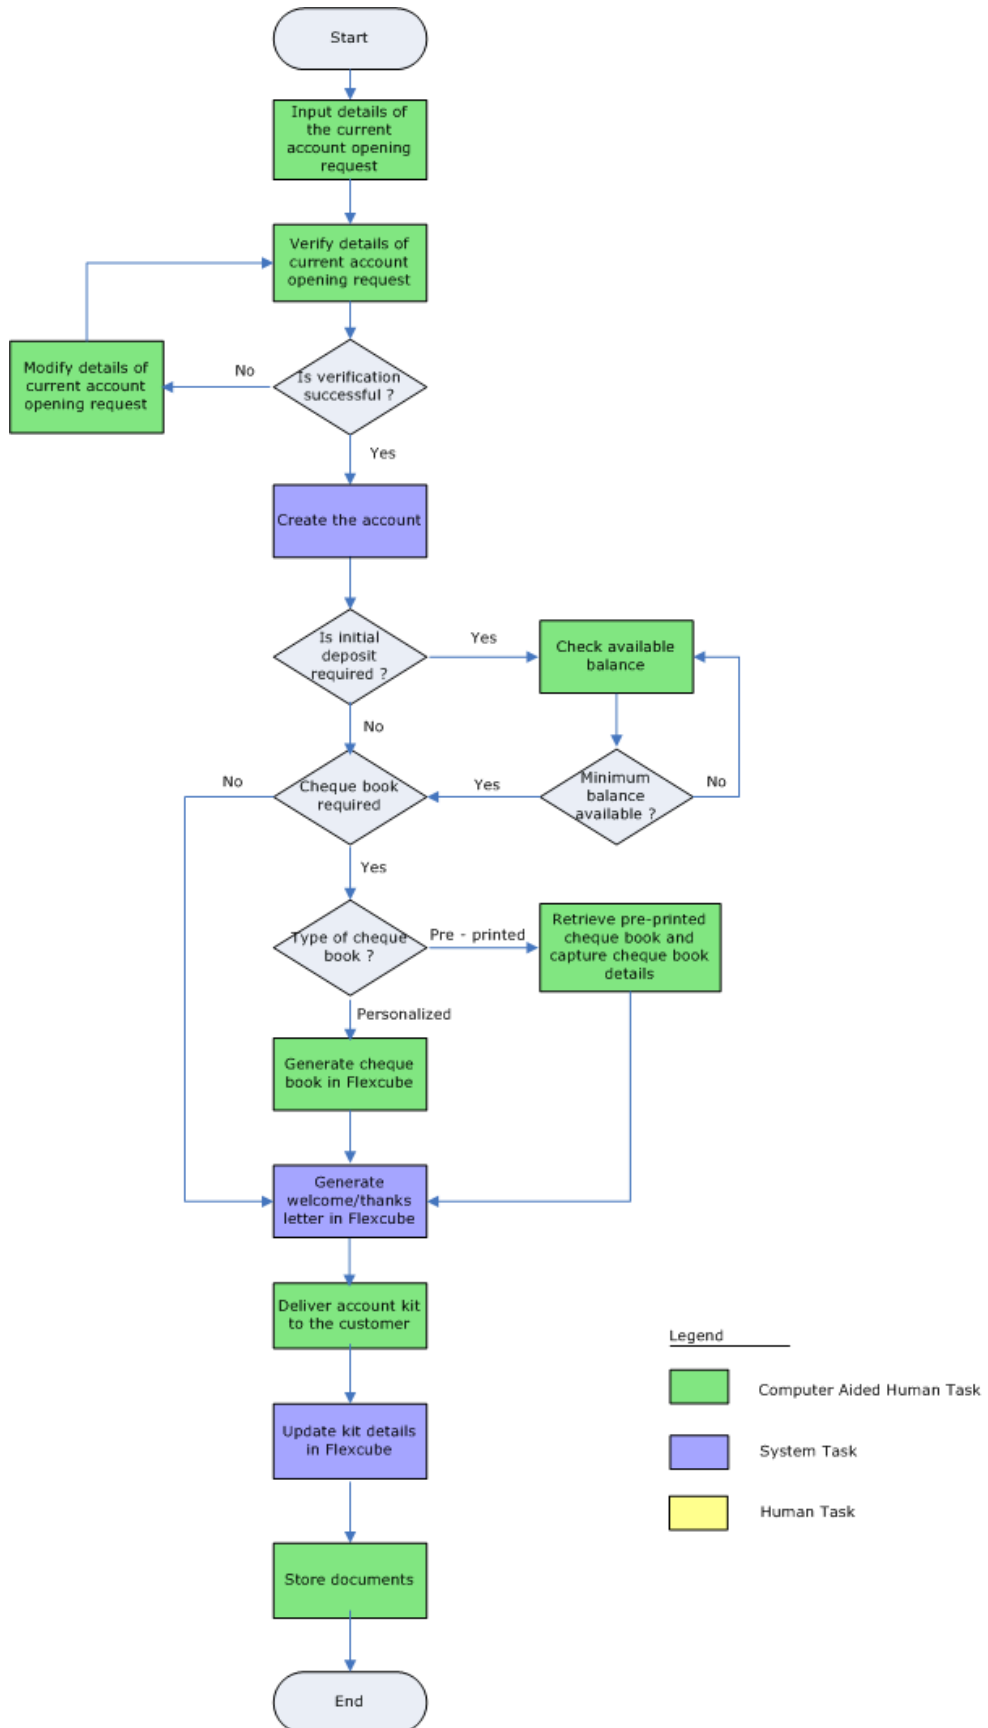 Start
Input details of
the current
account opening
request
Verify details of
current account
opening request
Modify details of
current account
opening request
No
Is verification
successful ?
Yes
Create the account
Is initial
deposit
required ?
Yes
Check available
balance
No
No
Cheque book
required
Yes
Minimum
balance
available ?
No
Yes
Type of cheque
book ?
Pre - printed
Retrieve pre-printed
cheque book and
capture cheque book
details
Personalized
Generate cheque
book in Flexcube
Generate
welcome/thanks
letter in Flexcube
Deliver account kit
to the customer
Update kit details
in Flexcube
Store documents
End
Legend
Computer Aided Human Task
System Task
Human Task